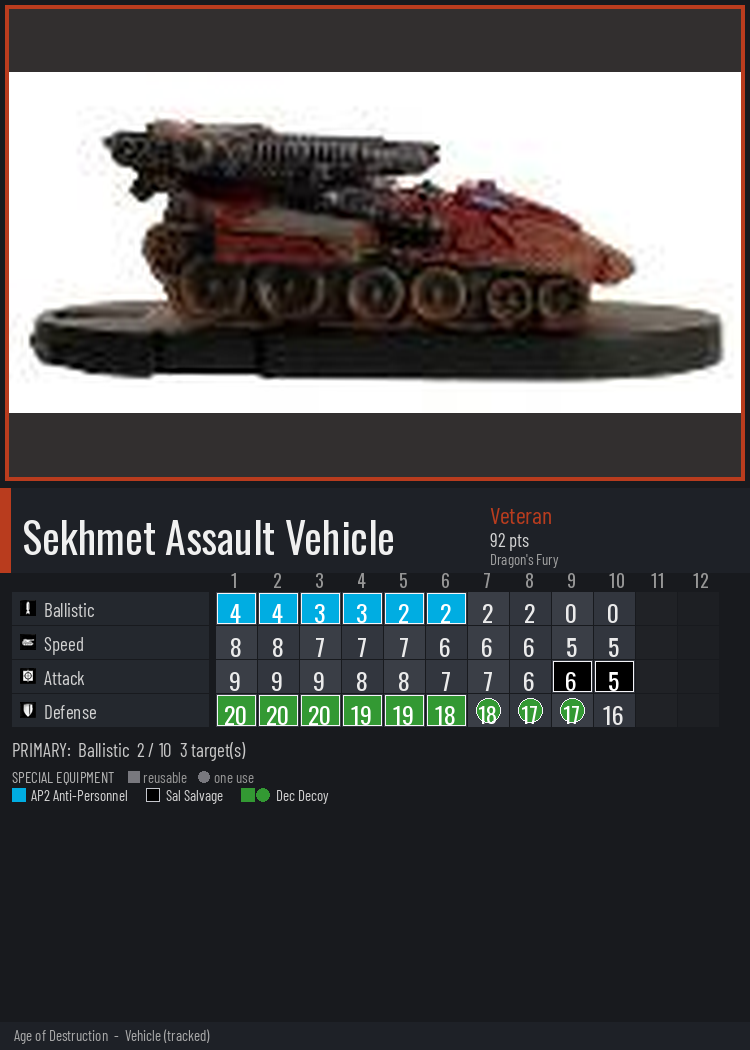 Sekhmet Assault Vehicle
Veteran
92 pts
Dragon's Fury
1 2 3 4 5 6 7 8 9 10 11 12
Ballistic 4 4 3 3 2 2 2 2 0 0
Speed 8 8 7 7 7 6 6 6 5 5
Attack 9 9 9 8 8 7 7 6 6 5
Defense 20 20 20 19 19 18 18 17 17 16
PRIMARY: Ballistic 2 / 10 3 target(s)
SPECIAL EQUIPMENT reusable one use
AP2 Anti-Personnel Sal Salvage Dec Decoy
Age of Destruction - Vehicle (tracked)